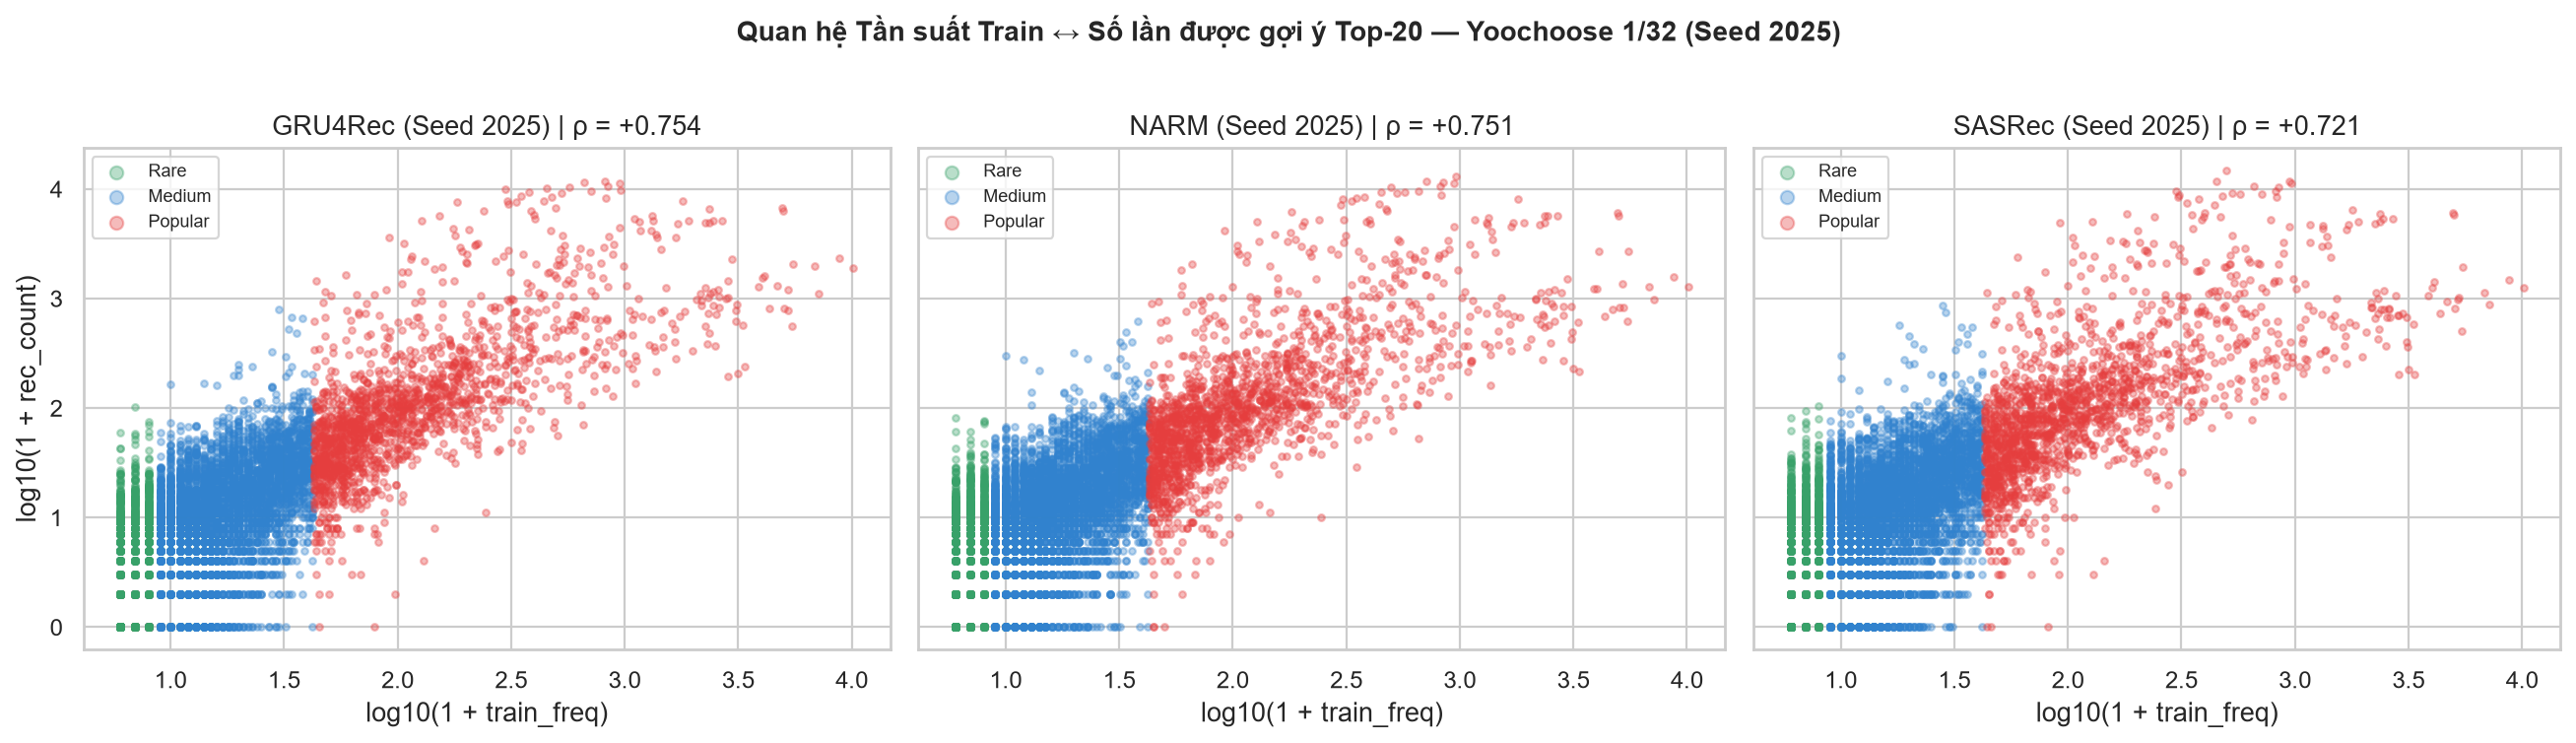 Quan hệ Tần suất Train ↔ Số lần được gợi ý Top-20 — Yoochoose 1/32 (Seed 2025)
GRU4Rec (Seed 2025) | ρ = +0.754
Rare
Medium
Popular
4
3
2
1
0
log10(1 + rec_count)
1.0 1.5 2.0 2.5 3.0 3.5 4.0
log10(1 + train_freq)
NARM (Seed 2025) | ρ = +0.751
Rare
Medium
Popular
1.0 1.5 2.0 2.5 3.0 3.5 4.0
log10(1 + train_freq)
SASRec (Seed 2025) | ρ = +0.721
Rare
Medium
Popular
1.0 1.5 2.0 2.5 3.0 3.5 4.0
log10(1 + train_freq)